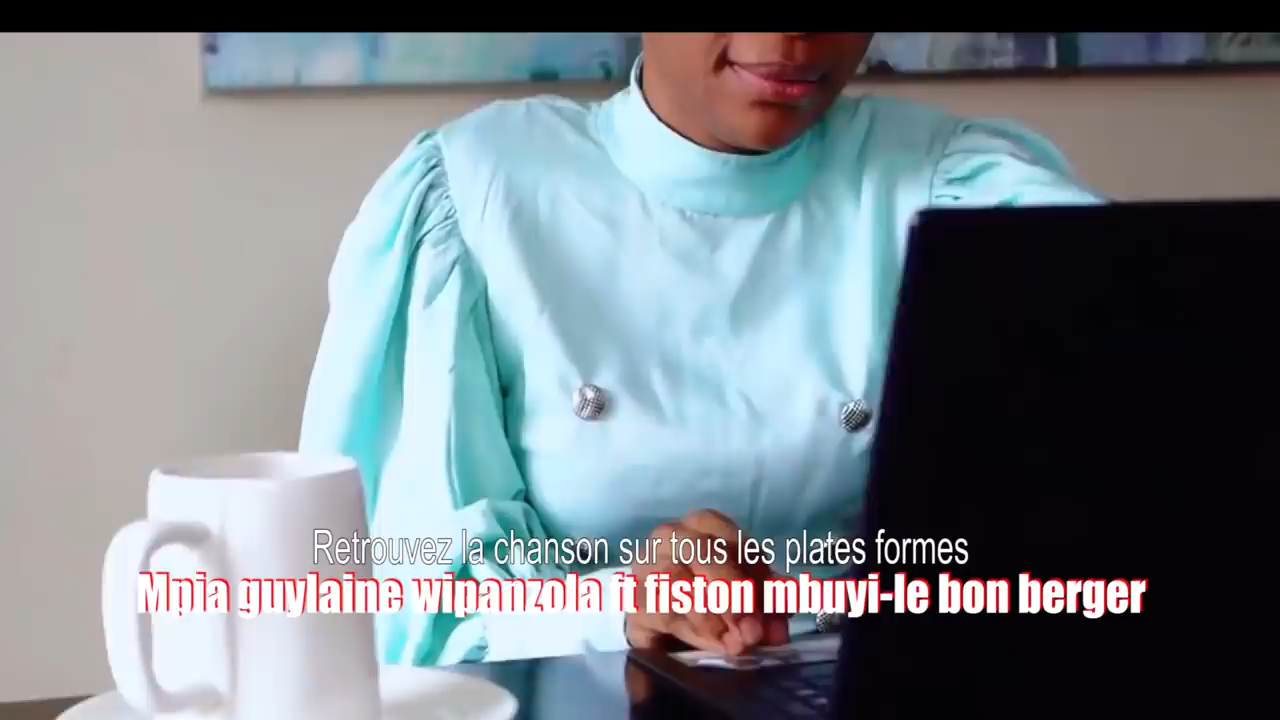 Retrouvez la chanson sur tous les plates formes
Mpia guylaine wipanzola ft fiston mbuyi-le bon berger